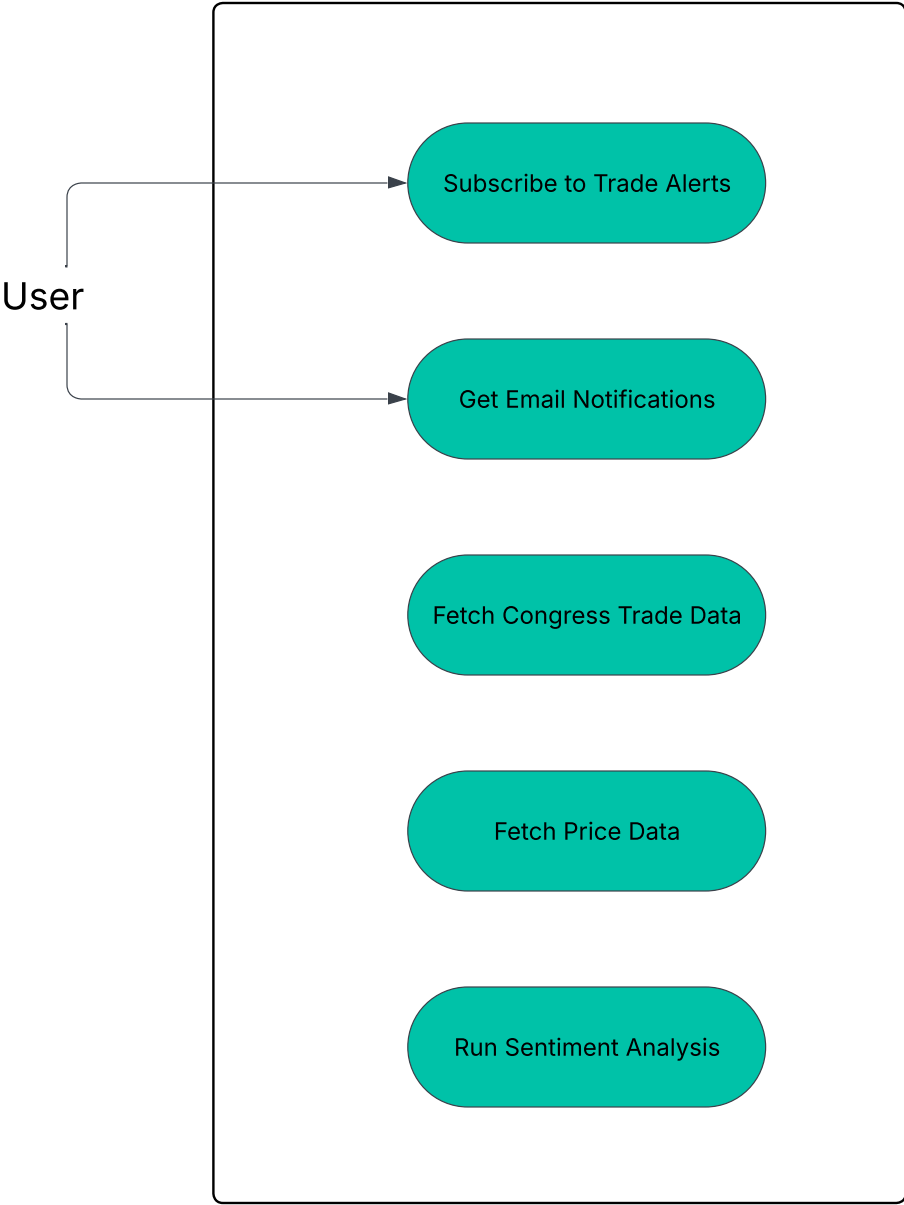 Subscribe to Trade Alerts
User
Get Email Notifications
Fetch Congress Trade Data
Fetch Price Data
Run Sentiment Analysis